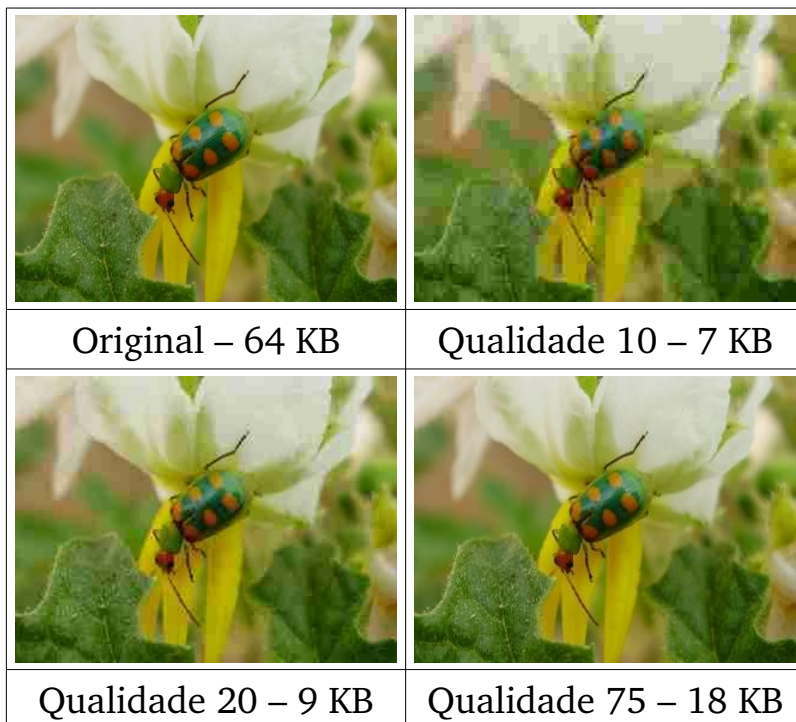 Original – 64 KB
Qualidade 10 – 7 KB
Qualidade 20 – 9 KB
Qualidade 75 – 18 KB